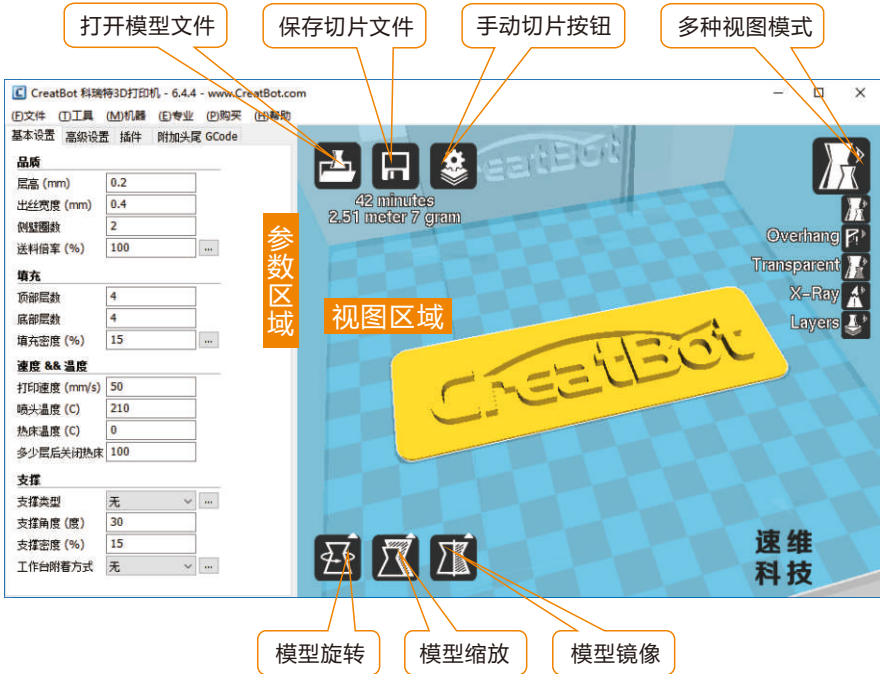 打开模型文件
保存切片文件
手动切片按钮
多种视图模式
CreatBot 科瑞特3D打印机 - 6.4.4 - www.CreatBot.com
(F)文件 (T)工具 (M)机器 (E)专业 (P)购买 (H)帮助
基本设置 高级设置 插件 附加头尾 GCode
品质
层高 (mm) 0.2
出丝宽度 (mm) 0.4
侧壁圈数 2
送料倍率 (%) 100 ...
填充
顶部层数 4
底部层数 4
填充密度 (%) 15 ...
速度 && 温度
打印速度 (mm/s) 50
喷头温度 (C) 210
热床温度 (C) 0
多少层后关闭热床 100
支撑
支撑类型 无 ...
支撑角度 (度) 30
支撑密度 (%) 15
工作台附着方式 无 ...
参数区域
42 minutes
2.51 meter 7 gram
CreatBot
视图区域
Overhang
Transparent
X-Ray
Layers
CreatBot
速维
科技
模型旋转
模型缩放
模型镜像